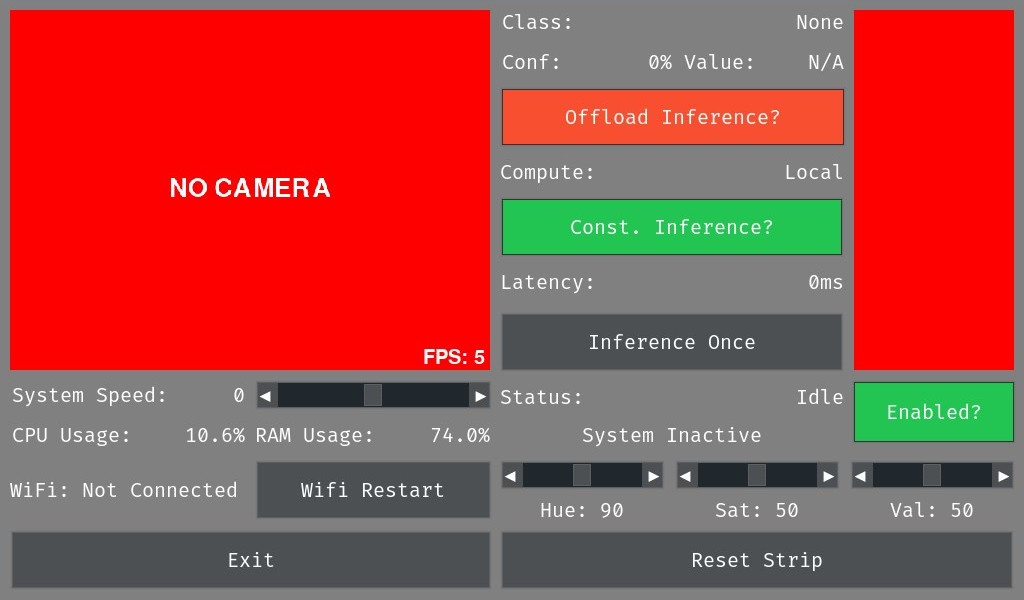 NO CAMERA
FPS: 5
Class: None
Conf: 0% Value: N/A
Offload Inference?
Compute: Local
Const. Inference?
Latency: 0ms
Inference Once
System Speed: 0
Status: Idle
Enabled?
CPU Usage: 10.6% RAM Usage: 74.0%
System Inactive
WiFi: Not Connected
Wifi Restart
Hue: 90
Sat: 50
Val: 50
Exit
Reset Strip